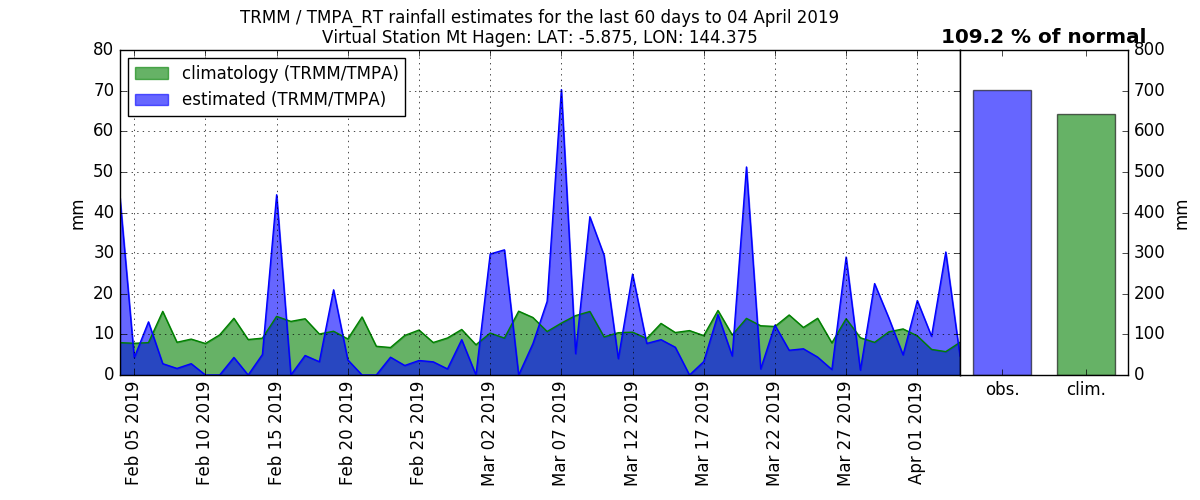 TRMM / TMPA_RT rainfall estimates for the last 60 days to 04 April 2019
Virtual Station Mt Hagen: LAT: -5.875, LON: 144.375
109.2 % of normal
climatology (TRMM/TMPA)
estimated (TRMM/TMPA)
mm
80
70
60
50
40
30
20
10
0
Feb 05 2019
Feb 10 2019
Feb 15 2019
Feb 20 2019
Feb 25 2019
Mar 02 2019
Mar 07 2019
Mar 12 2019
Mar 17 2019
Mar 22 2019
Mar 27 2019
Apr 01 2019
obs.
clim.
800
700
600
500
400
300
200
100
0
mm